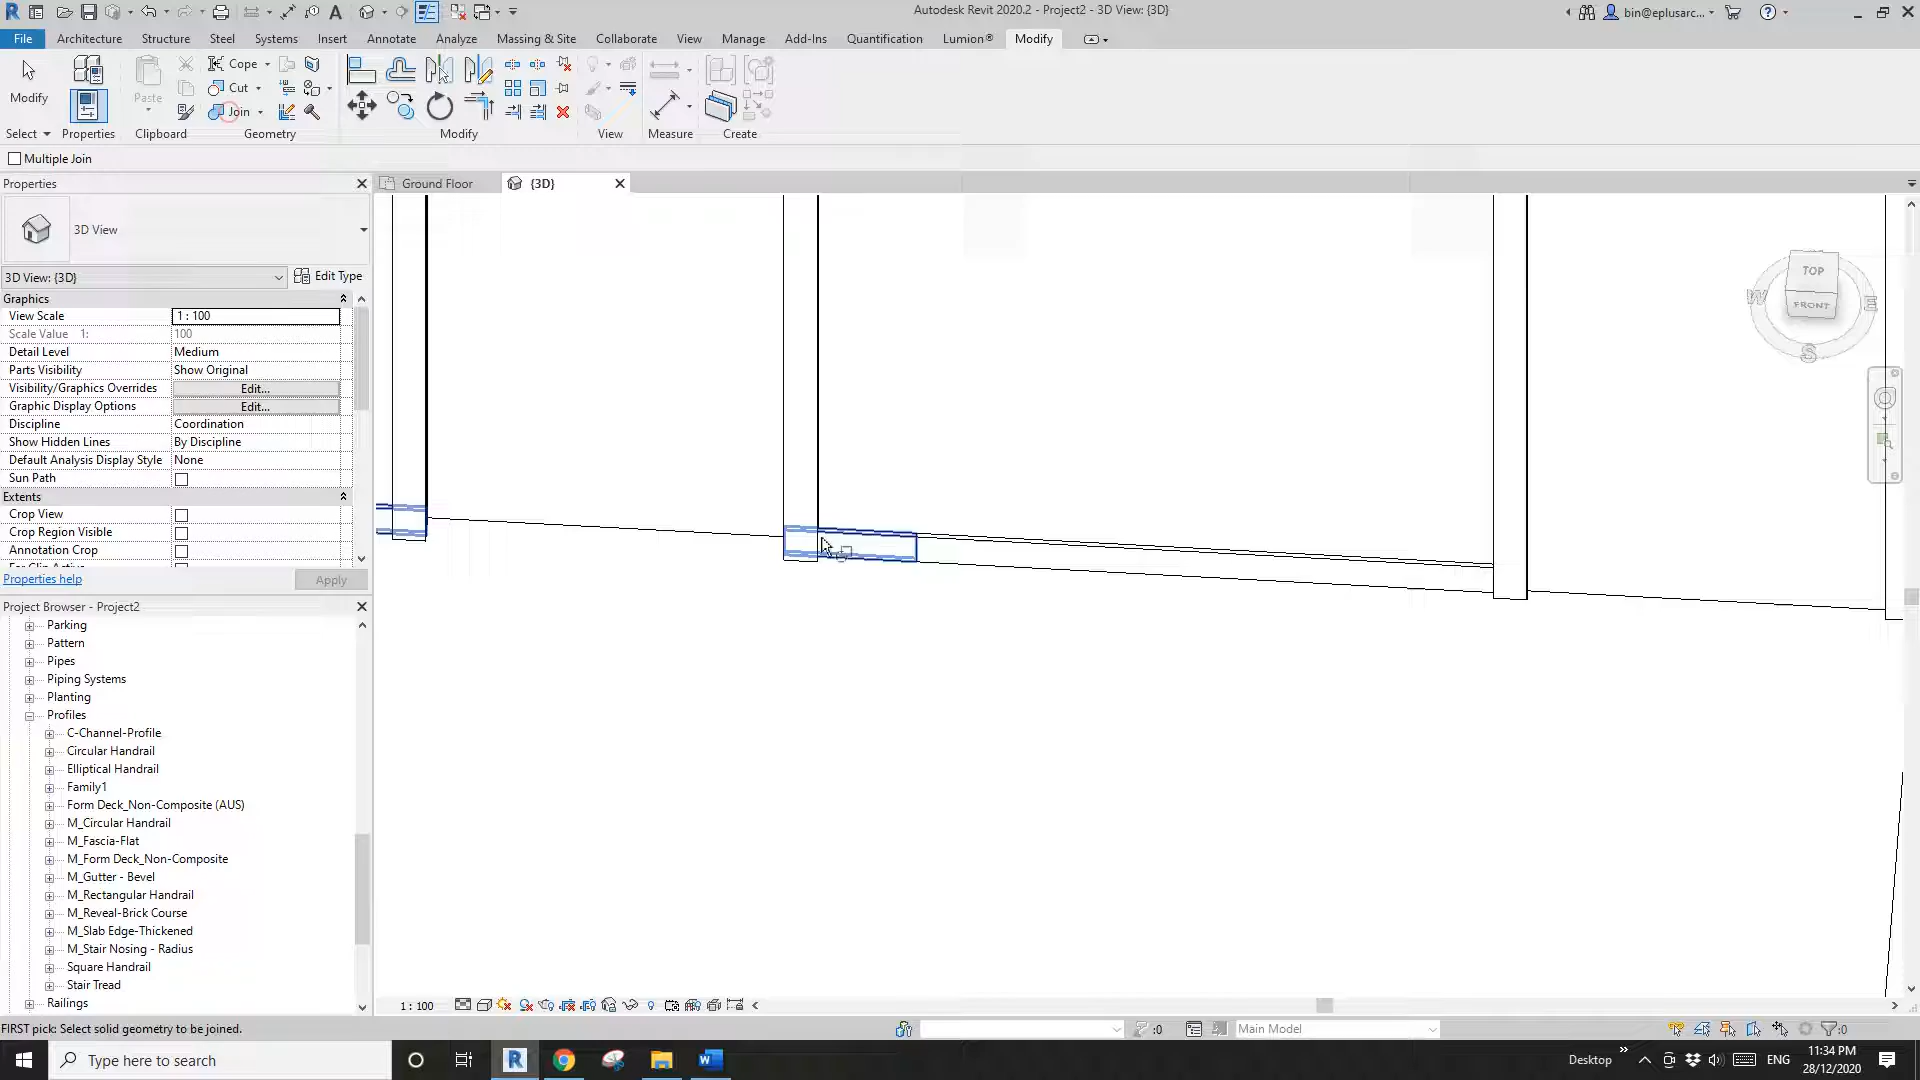 Autodesk Revit 2020.2 - Project2 - 3D View: {3D}
bin@eplusarc...
File Architecture Structure Steel Systems Insert Annotate Analyze Massing & Site Collaborate View Manage Add-Ins Quantification Lumion® Modify
Modify
Paste
Cope
Cut
Join
Select Properties Clipboard Geometry Modify View Measure Create
Multiple Join
Properties
Ground Floor
{3D}
3D View
3D View: {3D}
Edit Type
Graphics
View Scale 1 : 100
Scale Value 1: 100
Detail Level Medium
Parts Visibility Show Original
Visibility/Graphics Overrides Edit...
Graphic Display Options Edit...
Discipline Coordination
Show Hidden Lines By Discipline
Default Analysis Display Style None
Sun Path
Extents
Crop View
Crop Region Visible
Annotation Crop
Properties help
Apply
TOP
FRONT
W
E
S
Project Browser - Project2
Parking
Pattern
Pipes
Piping Systems
Planting
Profiles
C-Channel-Profile
Circular Handrail
Elliptical Handrail
Family1
Form Deck_Non-Composite (AUS)
M_Circular Handrail
M_Fascia-Flat
M_Form Deck_Non-Composite
M_Gutter - Bevel
M_Rectangular Handrail
M_Reveal-Brick Course
M_Slab Edge-Thickened
M_Stair Nosing - Radius
Square Handrail
Stair Tread
Railings
1 : 100
FIRST pick: Select solid geometry to be joined.
:0
Main Model
:0
Type here to search
Desktop
ENG
11:34 PM
28/12/2020